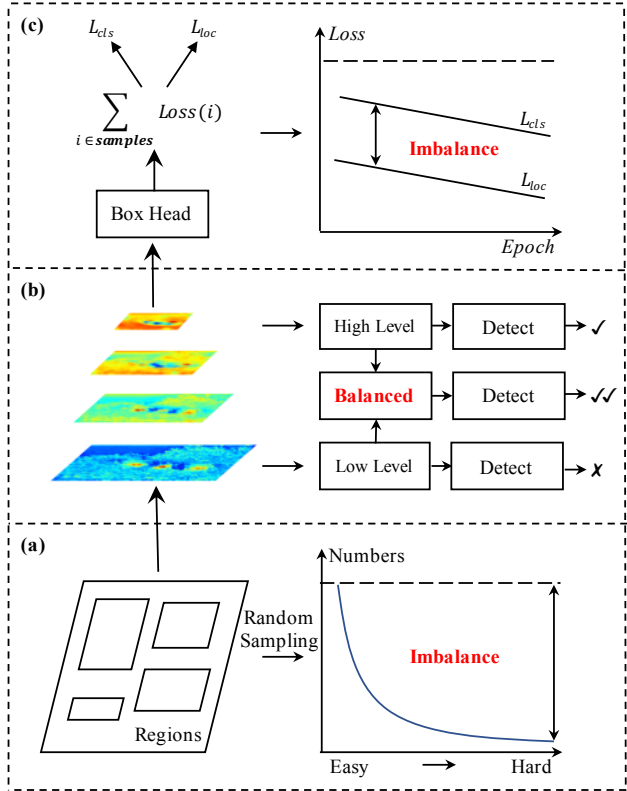 (c)
L_cls
L_loc
Loss
∑ Loss(i)
i ∈ samples
L_cls
Imbalance
L_loc
Box Head
Epoch
(b)
High Level
Detect
✓
Balanced
Detect
✓✓
Low Level
Detect
✗
(a)
Numbers
Random
Sampling
Imbalance
Regions
Easy
Hard